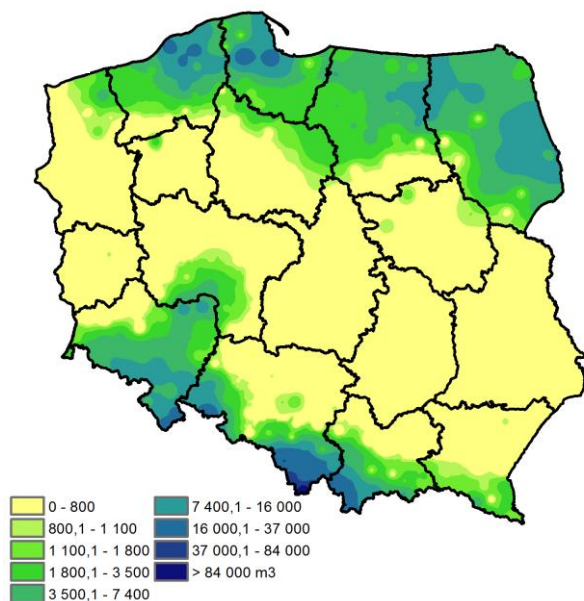 0 - 800
800,1 - 1 100
1 100,1 - 1 800
1 800,1 - 3 500
3 500,1 - 7 400
7 400,1 - 16 000
16 000,1 - 37 000
37 000,1 - 84 000
> 84 000 m3